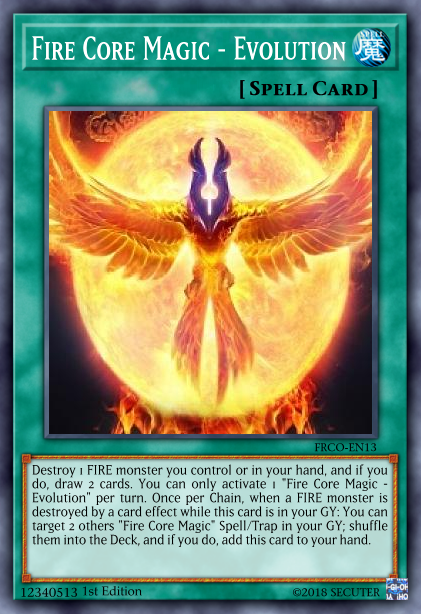 Fire Core Magic - Evolution 魔
[ Spell Card ]
FRCO-EN13
Destroy 1 FIRE monster you control or in your hand, and if you
do, draw 2 cards. You can only activate 1 "Fire Core Magic -
Evolution" per turn. Once per Chain, when a FIRE monster is
destroyed by a card effect while this card is in your GY: You can
target 2 others "Fire Core Magic" Spell/Trap in your GY; shuffle
them into the Deck, and if you do, add this card to your hand.
12340513 1st Edition ©2018 SECUTER